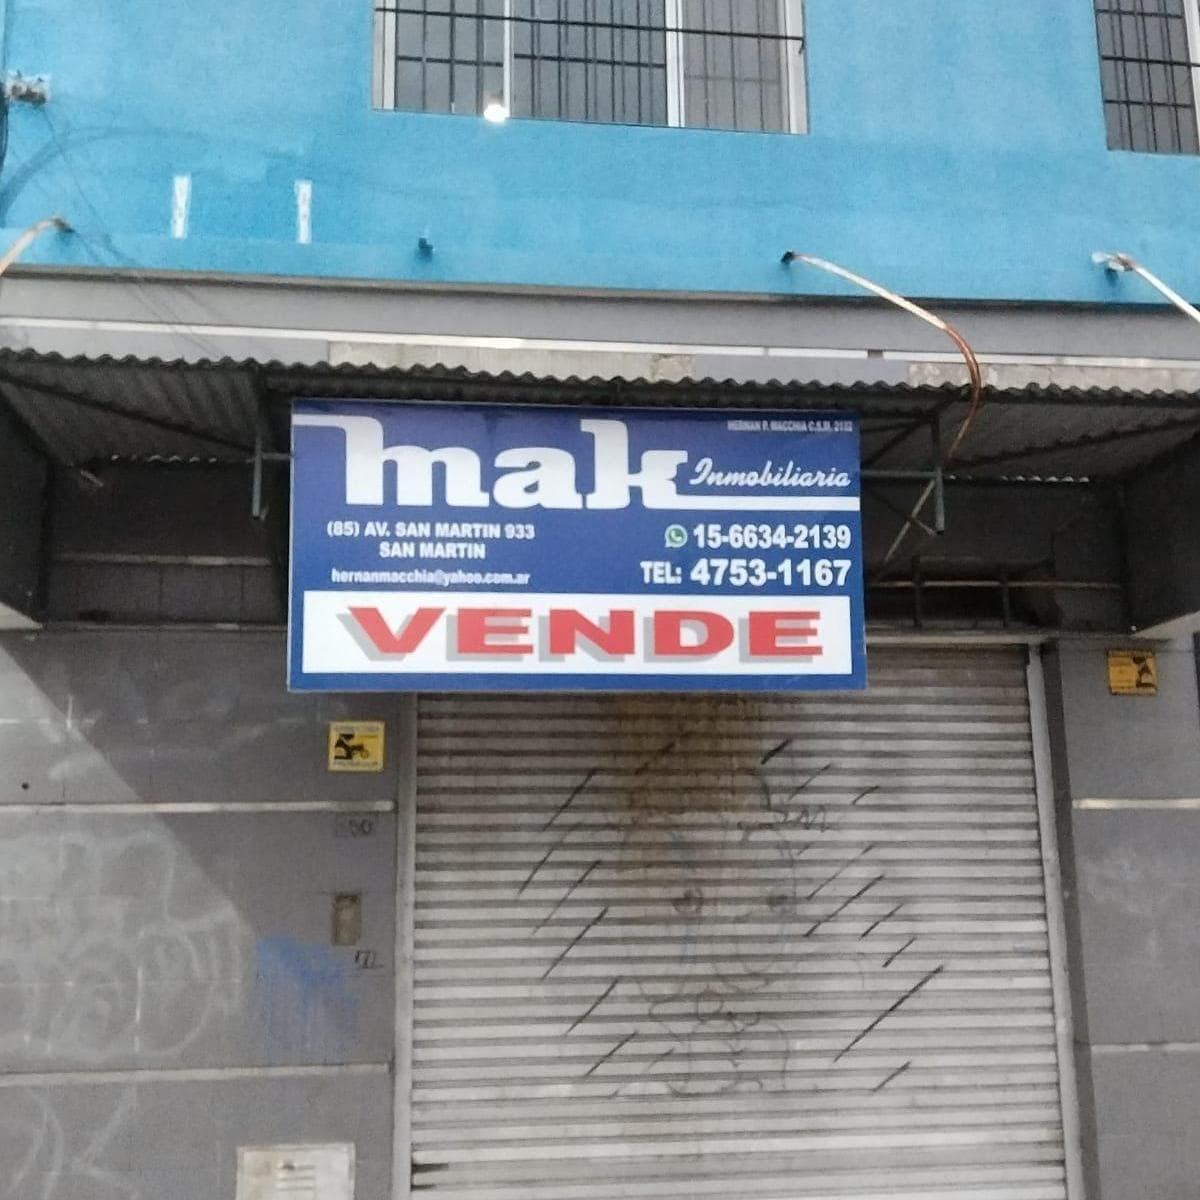 HERNAN P. MACCHIA C.S.M. 2132
mak Inmobiliaria
(85) AV. SAN MARTIN 933
SAN MARTIN
hernanmacchia@yahoo.com.ar
15-6634-2139
TEL: 4753-1167
VENDE